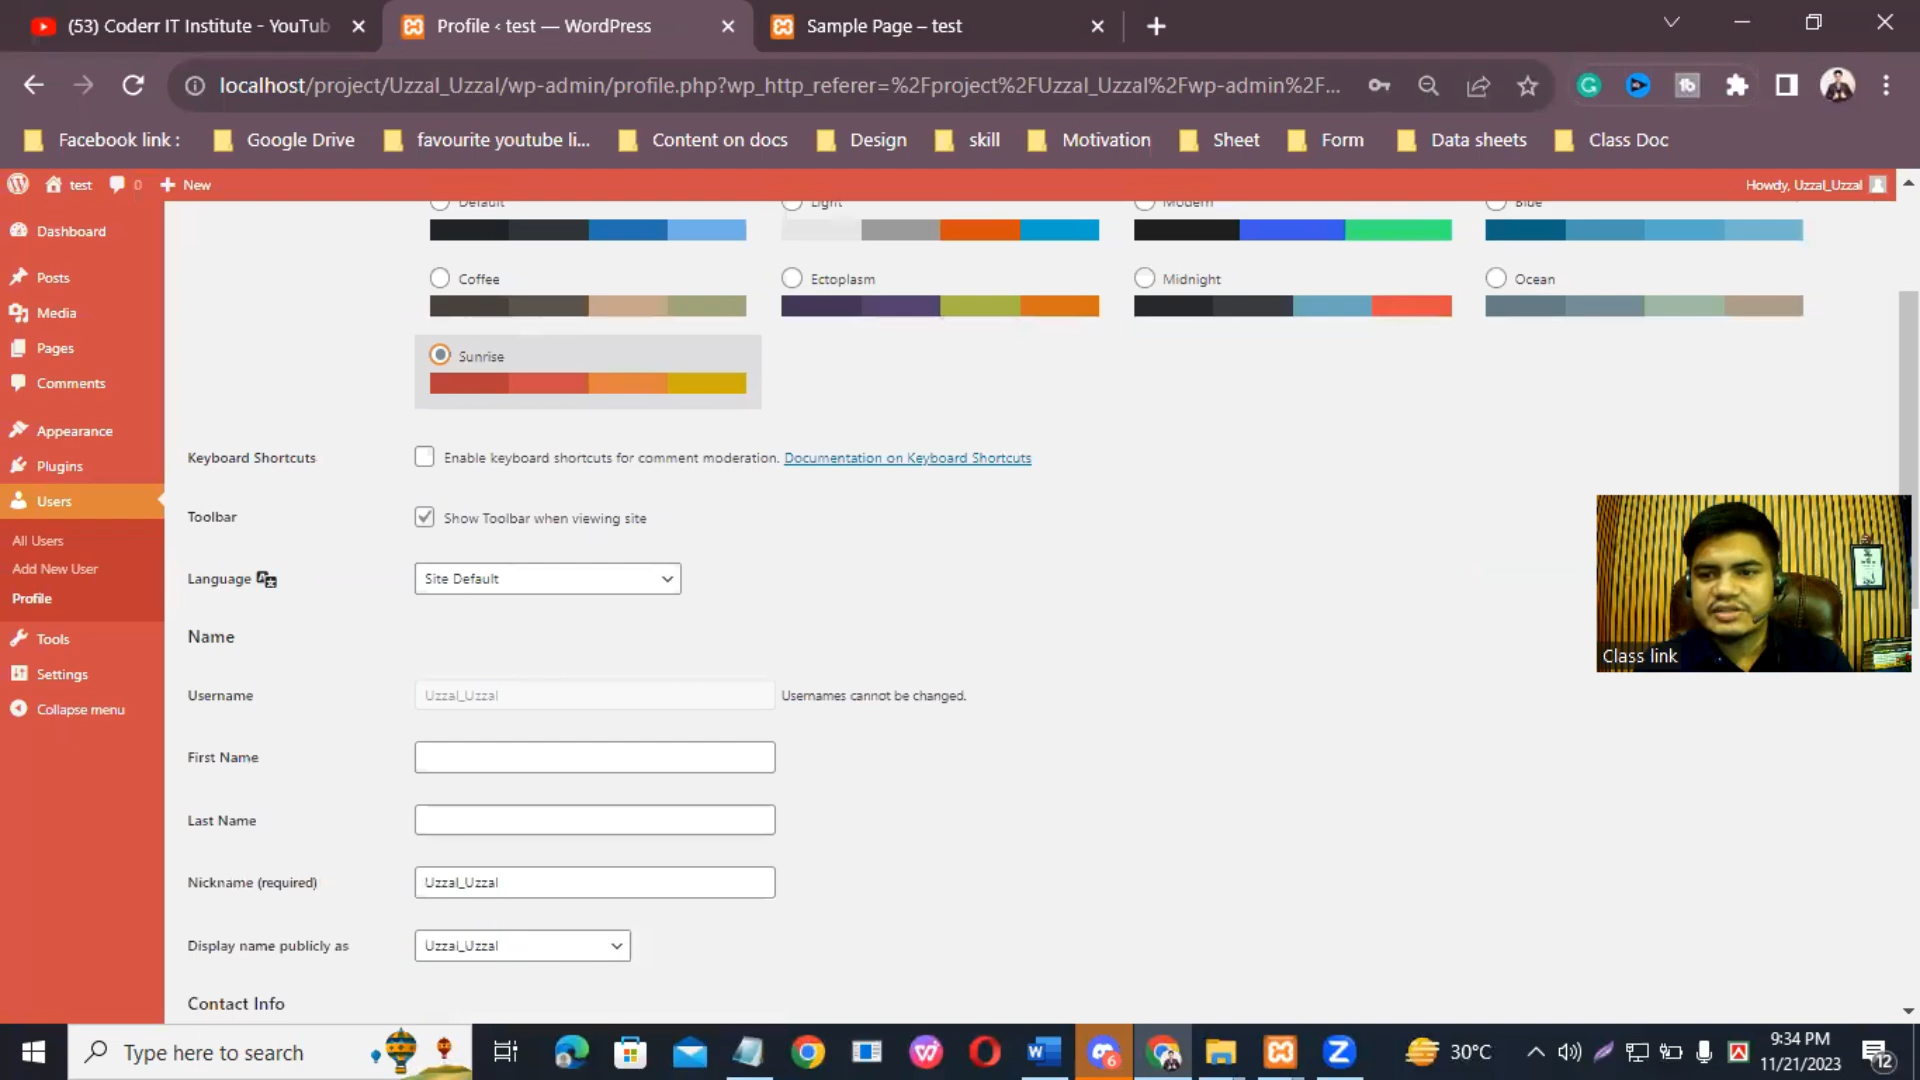 (53) Coderr IT Institute - YouTub
Profile ‹ test — WordPress
Sample Page – test
localhost/project/Uzzal_Uzzal/wp-admin/profile.php?wp_http_referer=%2Fproject%2FUzzal_Uzzal%2Fwp-admin%2F...
Facebook link :
Google Drive
favourite youtube li...
Content on docs
Design
skill
Motivation
Sheet
Form
Data sheets
Class Doc
test
0
New
Howdy, Uzzal_Uzzal
Dashboard
Posts
Media
Pages
Comments
Appearance
Plugins
Users
All Users
Add New User
Profile
Tools
Settings
Collapse menu
Default
Light
Modern
Blue
Coffee
Ectoplasm
Midnight
Ocean
Sunrise
Keyboard Shortcuts
Enable keyboard shortcuts for comment moderation. Documentation on Keyboard Shortcuts
Toolbar
Show Toolbar when viewing site
Language
Site Default
Name
Username
Uzzal_Uzzal
Usernames cannot be changed.
First Name
Last Name
Nickname (required)
Uzzal_Uzzal
Display name publicly as
Uzzal_Uzzal
Contact Info
Class link
Type here to search
6
30°C
9:34 PM
11/21/2023
12